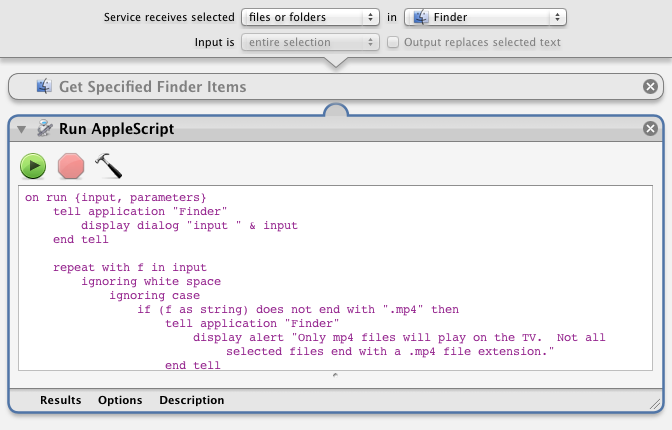 Service receives selected files or folders in Finder
Input is entire selection Output replaces selected text
Get Specified Finder Items
Run AppleScript
on run {input, parameters}
tell application "Finder"
display dialog "input " & input
end tell
repeat with f in input
ignoring white space
ignoring case
if (f as string) does not end with ".mp4" then
tell application "Finder"
display alert "Only mp4 files will play on the TV.  Not all
selected files end with a .mp4 file extension."
end tell
Results Options Description